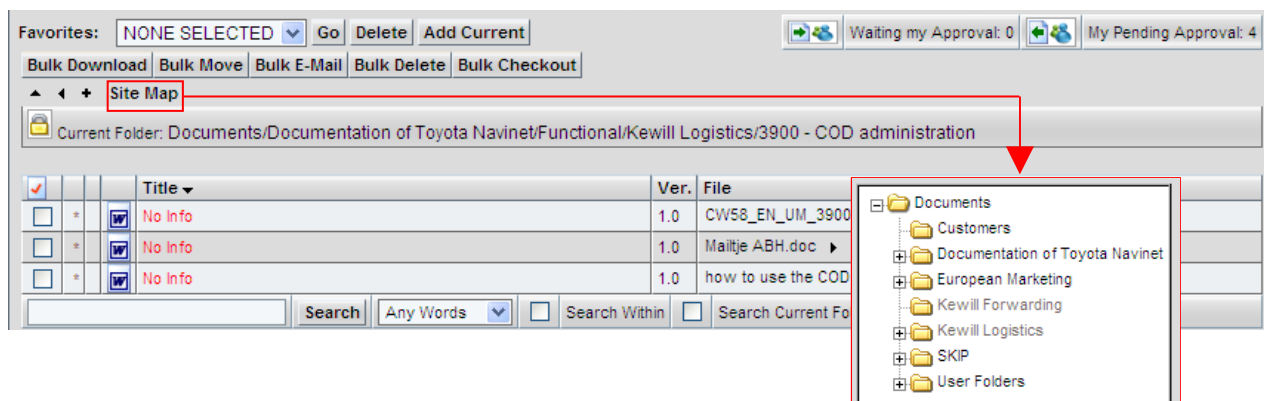 Favorites: NONE SELECTED Go Delete Add Current Waiting my Approval: 0 My Pending Approval: 4
Bulk Download Bulk Move Bulk E-Mail Bulk Delete Bulk Checkout
Site Map
Current Folder: Documents/Documentation of Toyota Navinet/Functional/Kewill Logistics/3900 - COD administration
Title Ver. File
* No Info 1.0 CW58_EN_UM_3900
* No Info 1.0 Mailtje ABH.doc
* No Info 1.0 how to use the COD
Search Any Words Search Within Search Current Fo
Documents
Customers
Documentation of Toyota Navinet
European Marketing
Kewill Forwarding
Kewill Logistics
SKIP
User Folders